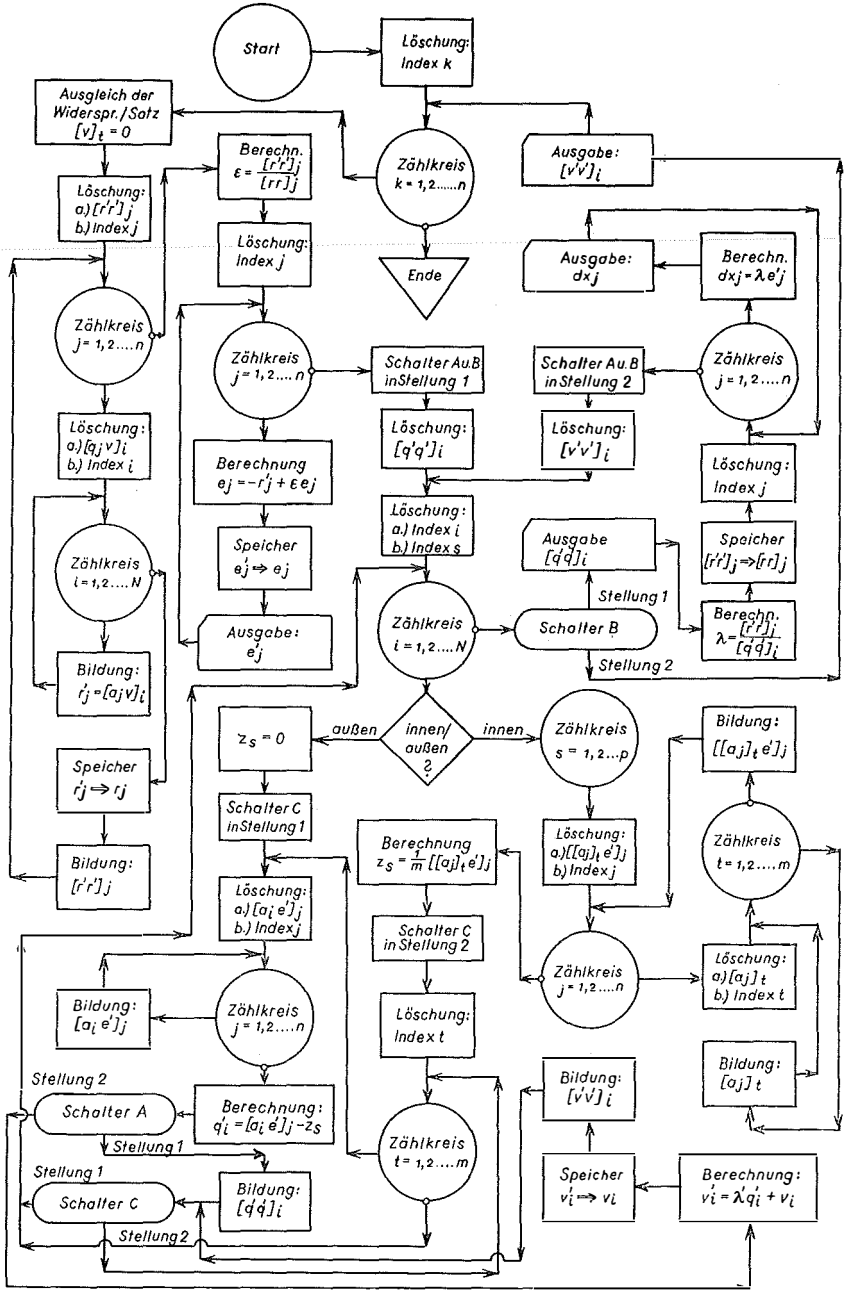 Start
Löschung:
Index k
Ausgleich der
Widerspr./Satz
[v]t = 0
Berechn.
ε = [r'r']j / [rr]j
Zählkreis
k = 1, 2 ...... n
Ausgabe:
[v'v']i
Löschung:
a.) [r'r']j
b.) Index j
Löschung:
Index j
Ende
Ausgabe:
dxj
Berechn.
dxj = λe'j
Zählkreis
j = 1, 2 .... n
Zählkreis
j = 1, 2 .... n
Schalter A u. B
in Stellung 1
Schalter A u. B
in Stellung 2
Zählkreis
j = 1, 2 .... n
Löschung:
a.) [qj v]i
b.) Index i
Berechnung
ej = -r'j + ε ej
Löschung:
[q'q']i
Löschung:
[v'v']i
Löschung:
Index j
Zählkreis
i = 1, 2 .... N
Speicher
e'j ⇒ ej
Löschung:
a.) Index i
b.) Index s
Ausgabe
[q'q']i
Speicher
[r'r']j ⇒ [rr]j
Stellung 1
Ausgabe:
e'j
Zählkreis
i = 1, 2 .... N
Schalter B
Berechn.
λ = [r'r']j / [q'q']i
Stellung 2
Bildung:
r'j = [aj v]i
zs = 0
außen
innen/
außen
?
innen
Zählkreis
s = 1, 2 ... p
Bildung:
[[aj]t e']j
Speicher
r'j ⇒ rj
Schalter C
in Stellung 1
Berechnung
zs = 1/m [[aj]t e']j
Löschung:
a.) [[aj]t e']j
b.) Index j
Zählkreis
t = 1, 2 .... m
Bildung:
[r'r']j
Löschung:
a.) [ai e']j
b.) Index j
Schalter C
in Stellung 2
Zählkreis
j = 1, 2 .... n
Löschung:
a.) [aj]t
b.) Index t
Bildung:
[ai e']j
Zählkreis
j = 1, 2 .... n
Löschung:
Index t
Bildung:
[aj]t
Stellung 2
Schalter A
Berechnung:
q'i = [ai e']j - zs
Bildung:
[v'v']i
Stellung 1
Zählkreis
t = 1, 2 .... m
Stellung 1
Schalter C
Bildung:
[q'q']i
Speicher
v'i ⇒ vi
Berechnung:
v'i = λ'q'i + vi
Stellung 2